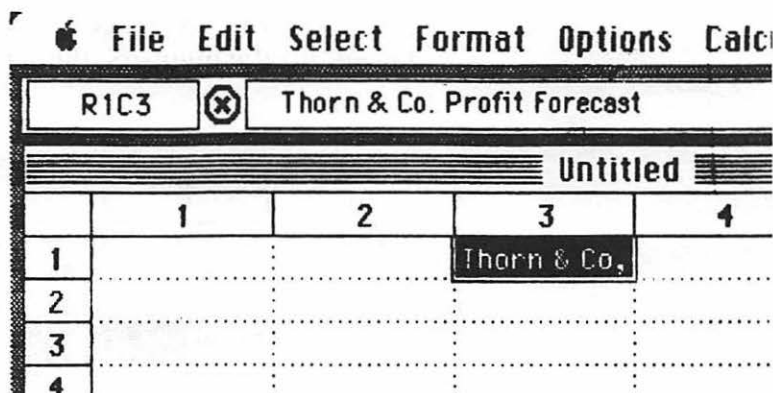 File Edit Select Format Options Calc
R1C3 Thorn & Co. Profit Forecast
Untitled
1 2 3 4
1 Thorn & Co,
2
3
4